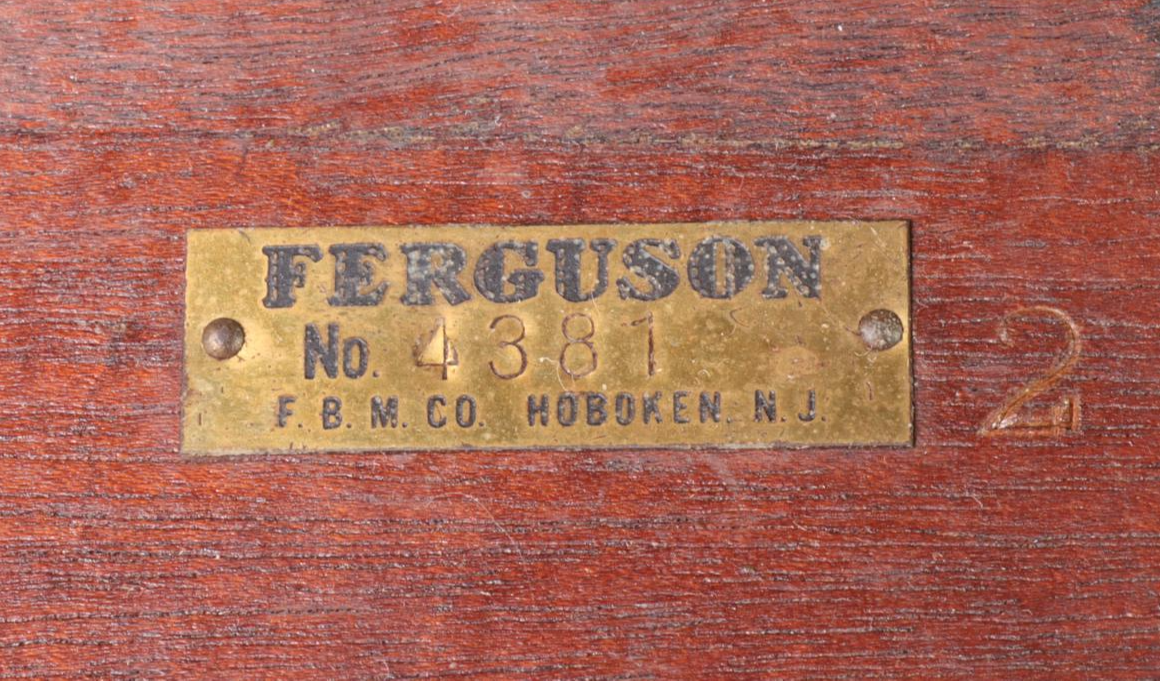 FERGUSON
No. 4381 2
F. B. M. CO. HOBOKEN. N. J.